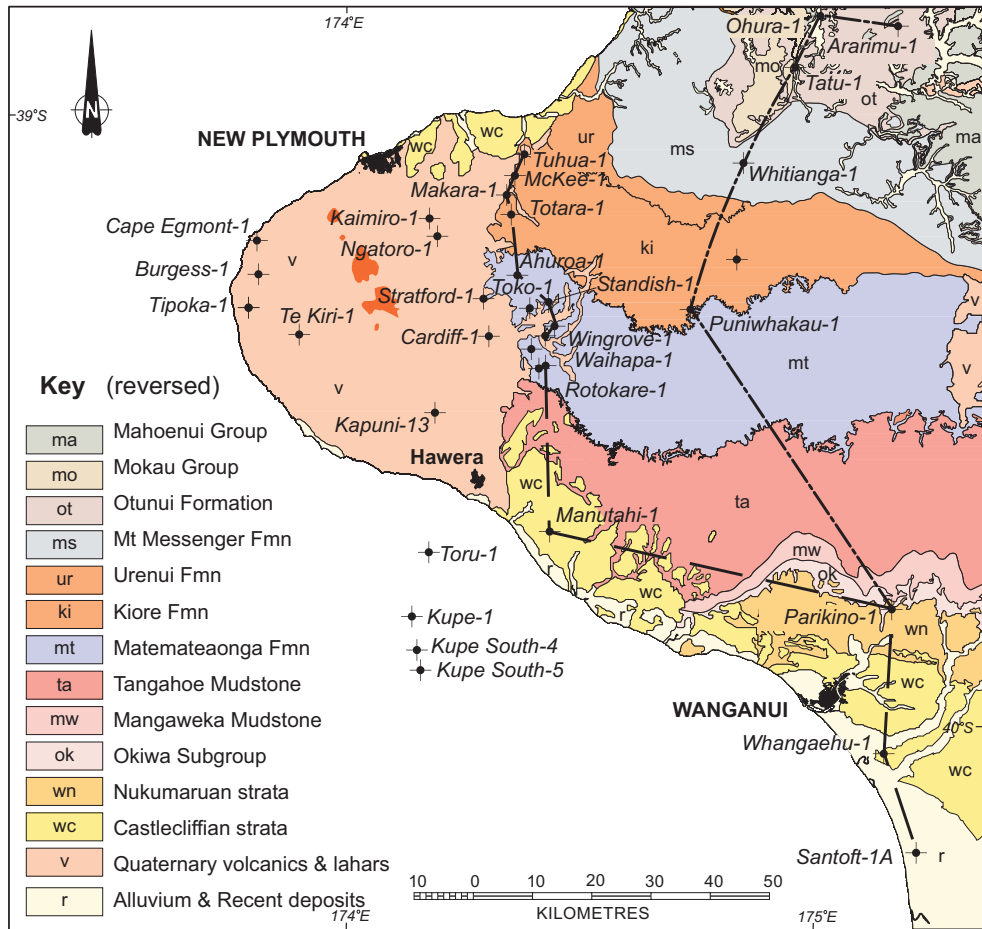 174°E
Ohura-1
Ararimu-1
mo
Tatu-1
ot
39°S
N
NEW PLYMOUTH
wc
wc
ur
ms
ma
Tuhua-1
McKee-1
Whitianga-1
Makara-1
Kaimiro-1
Totara-1
Cape Egmont-1
Ngatoro-1
ki
v
Ahuroa-1
Burgess-1
Toko-1
Standish-1
Stratford-1
v
Tipoka-1
Te Kiri-1
Puniwhakau-1
Cardiff-1
Wingrove-1
Waihapa-1
mt
v
Key (reversed)
v
Rotokare-1
Kapuni-13
ma Mahoenui Group
Hawera
mo Mokau Group
wc
ot Otunui Formation
ta
Manutahi-1
ms Mt Messenger Fmn
mw
Toru-1
ok
r
ur Urenui Fmn
wc
ki Kiore Fmn
r
Kupe-1
Parikino-1
wn
mt Matemateaonga Fmn
Kupe South-4
wc
Kupe South-5
ta Tangahoe Mudstone
WANGANUI
mw Mangaweka Mudstone
40°S
Whangaehu-1
ok Okiwa Subgroup
wc
wn Nukumaruan strata
wc Castlecliffian strata
Santoft-1A
r
v Quaternary volcanics & lahars
10 0 10 20 30 40 50
r Alluvium & Recent deposits
KILOMETRES
174°E
175°E